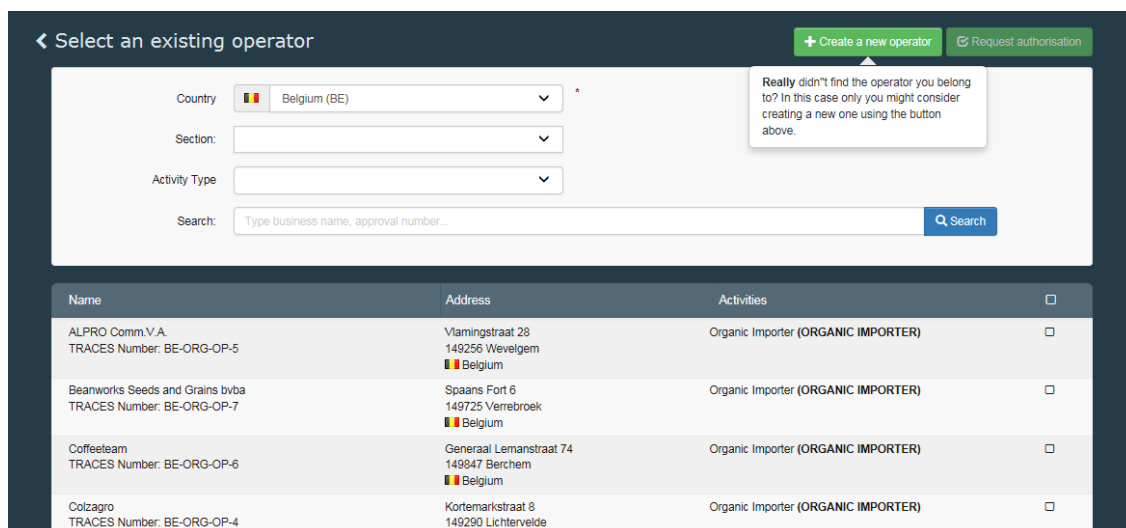 Select an existing operator
Create a new operator
Request authorisation
Really didn"t find the operator you belong
to? In this case only you might consider
creating a new one using the button
above.
Country
Belgium (BE)
*
Section:
Activity Type
Search:
Type business name, approval number...
Search
Name Address Activities
ALPRO Comm.V.A. Vlamingstraat 28 Organic Importer (ORGANIC IMPORTER)
TRACES Number: BE-ORG-OP-5 149256 Wevelgem
Belgium
Beanworks Seeds and Grains bvba Spaans Fort 6 Organic Importer (ORGANIC IMPORTER)
TRACES Number: BE-ORG-OP-7 149725 Verrebroek
Belgium
Coffeeteam Generaal Lemanstraat 74 Organic Importer (ORGANIC IMPORTER)
TRACES Number: BE-ORG-OP-6 149847 Berchem
Belgium
Colzagro Kortemarkstraat 8 Organic Importer (ORGANIC IMPORTER)
TRACES Number: BE-ORG-OP-4 149290 Lichtervelde